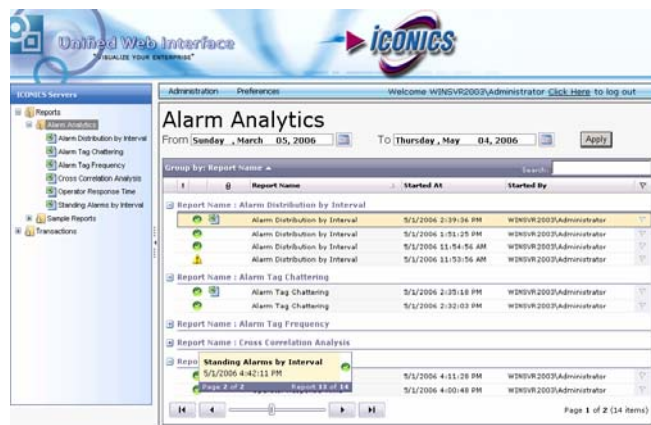 Unified Web Interface
"VISUALIZE YOUR ENTERPRISE"
ICONICS
ICONICS Servers
Reports
Alarm Analytics
Alarm Distribution by Interval
Alarm Tag Chattering
Alarm Tag Frequency
Cross Correlation Analysis
Operator Response Time
Standing Alarms by Interval
Sample Reports
Transactions
Administration Preferences Welcome WINSVR2003\Administrator Click Here to log out
Alarm Analytics
From Sunday , March 05, 2006 To Thursday , May 04, 2006 Apply
Group by: Report Name Search:
! Report Name Started At Started By
Report Name : Alarm Distribution by Interval
Alarm Distribution by Interval 5/1/2006 2:39:36 PM WINSVR2003\Administrator
Alarm Distribution by Interval 5/1/2006 1:51:25 PM WINSVR2003\Administrator
Alarm Distribution by Interval 5/1/2006 11:54:56 AM WINSVR2003\Administrator
Alarm Distribution by Interval 5/1/2006 11:53:56 AM WINSVR2003\Administrator
Report Name : Alarm Tag Chattering
Alarm Tag Chattering 5/1/2006 2:35:18 PM WINSVR2003\Administrator
Alarm Tag Chattering 5/1/2006 2:32:03 PM WINSVR2003\Administrator
Report Name : Alarm Tag Frequency
Report Name : Cross Correlation Analysis
Repo
Standing Alarms by Interval
5/1/2006 4:42:11 PM
Page 2 of 2 Report 13 of 14
5/1/2006 4:11:28 PM WINSVR2003\Administrator
5/1/2006 4:00:48 PM WINSVR2003\Administrator
Page 1 of 2 (14 items)